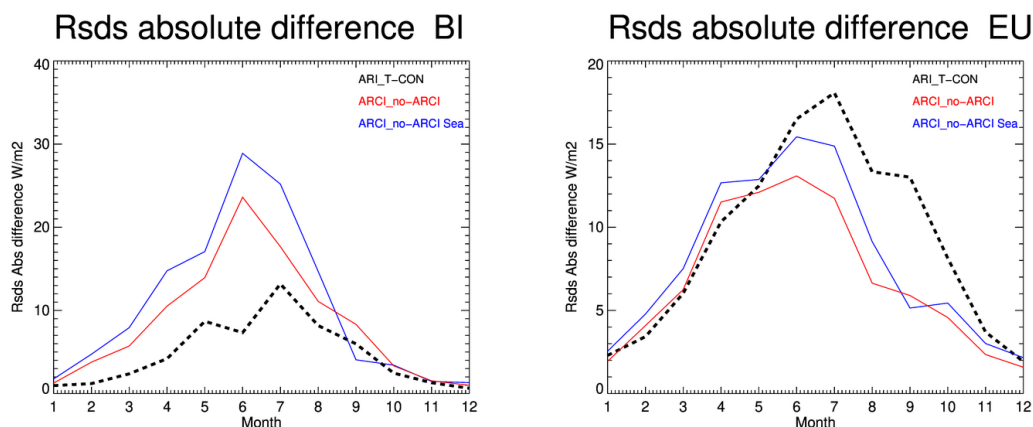 Rsds absolute difference BI
Rsds Abs difference W/m2
40
30
20
10
0
ARI_T-CON
ARCI_no-ARCI
ARCI_no-ARCI Sea
1 2 3 4 5 6 7 8 9 10 11 12
Month
Rsds absolute difference EU
Rsds Abs difference W/m2
20
15
10
5
0
ARI_T-CON
ARCI_no-ARCI
ARCI_no-ARCI Sea
1 2 3 4 5 6 7 8 9 10 11 12
Month